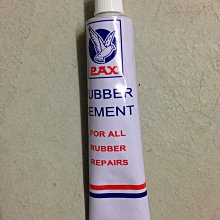 PAX
RUBBER
CEMENT
FOR ALL
RUBBER
REPAIRS